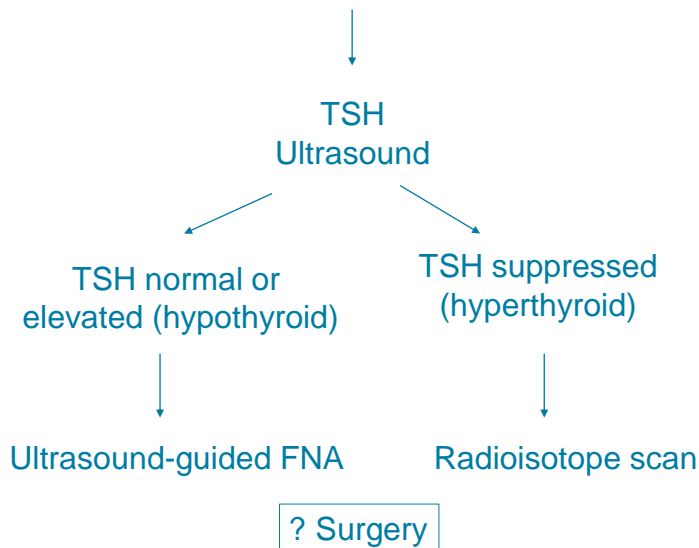 TSH
Ultrasound
TSH normal or
elevated (hypothyroid)
TSH suppressed
(hyperthyroid)
Ultrasound-guided FNA
Radioisotope scan
? Surgery